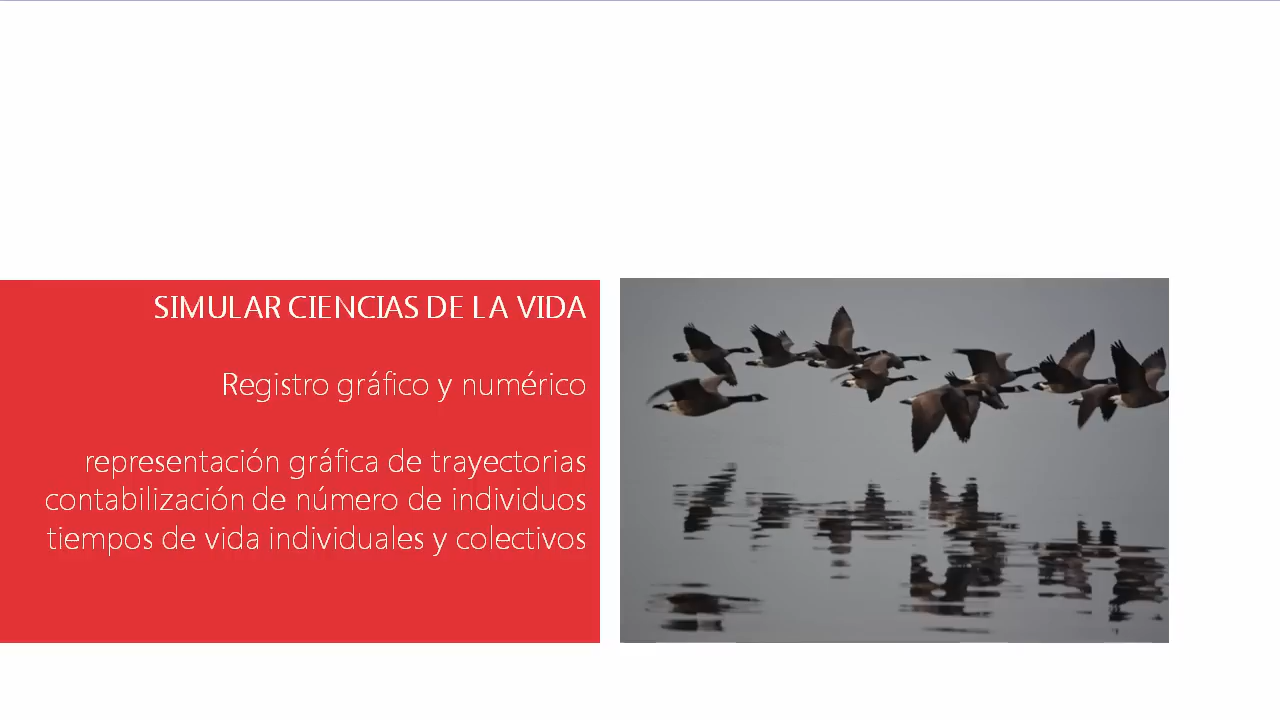 SIMULAR CIENCIAS DE LA VIDA
Registro gráfico y numérico
representación gráfica de trayectorias
contabilización de número de individuos
tiempos de vida individuales y colectivos